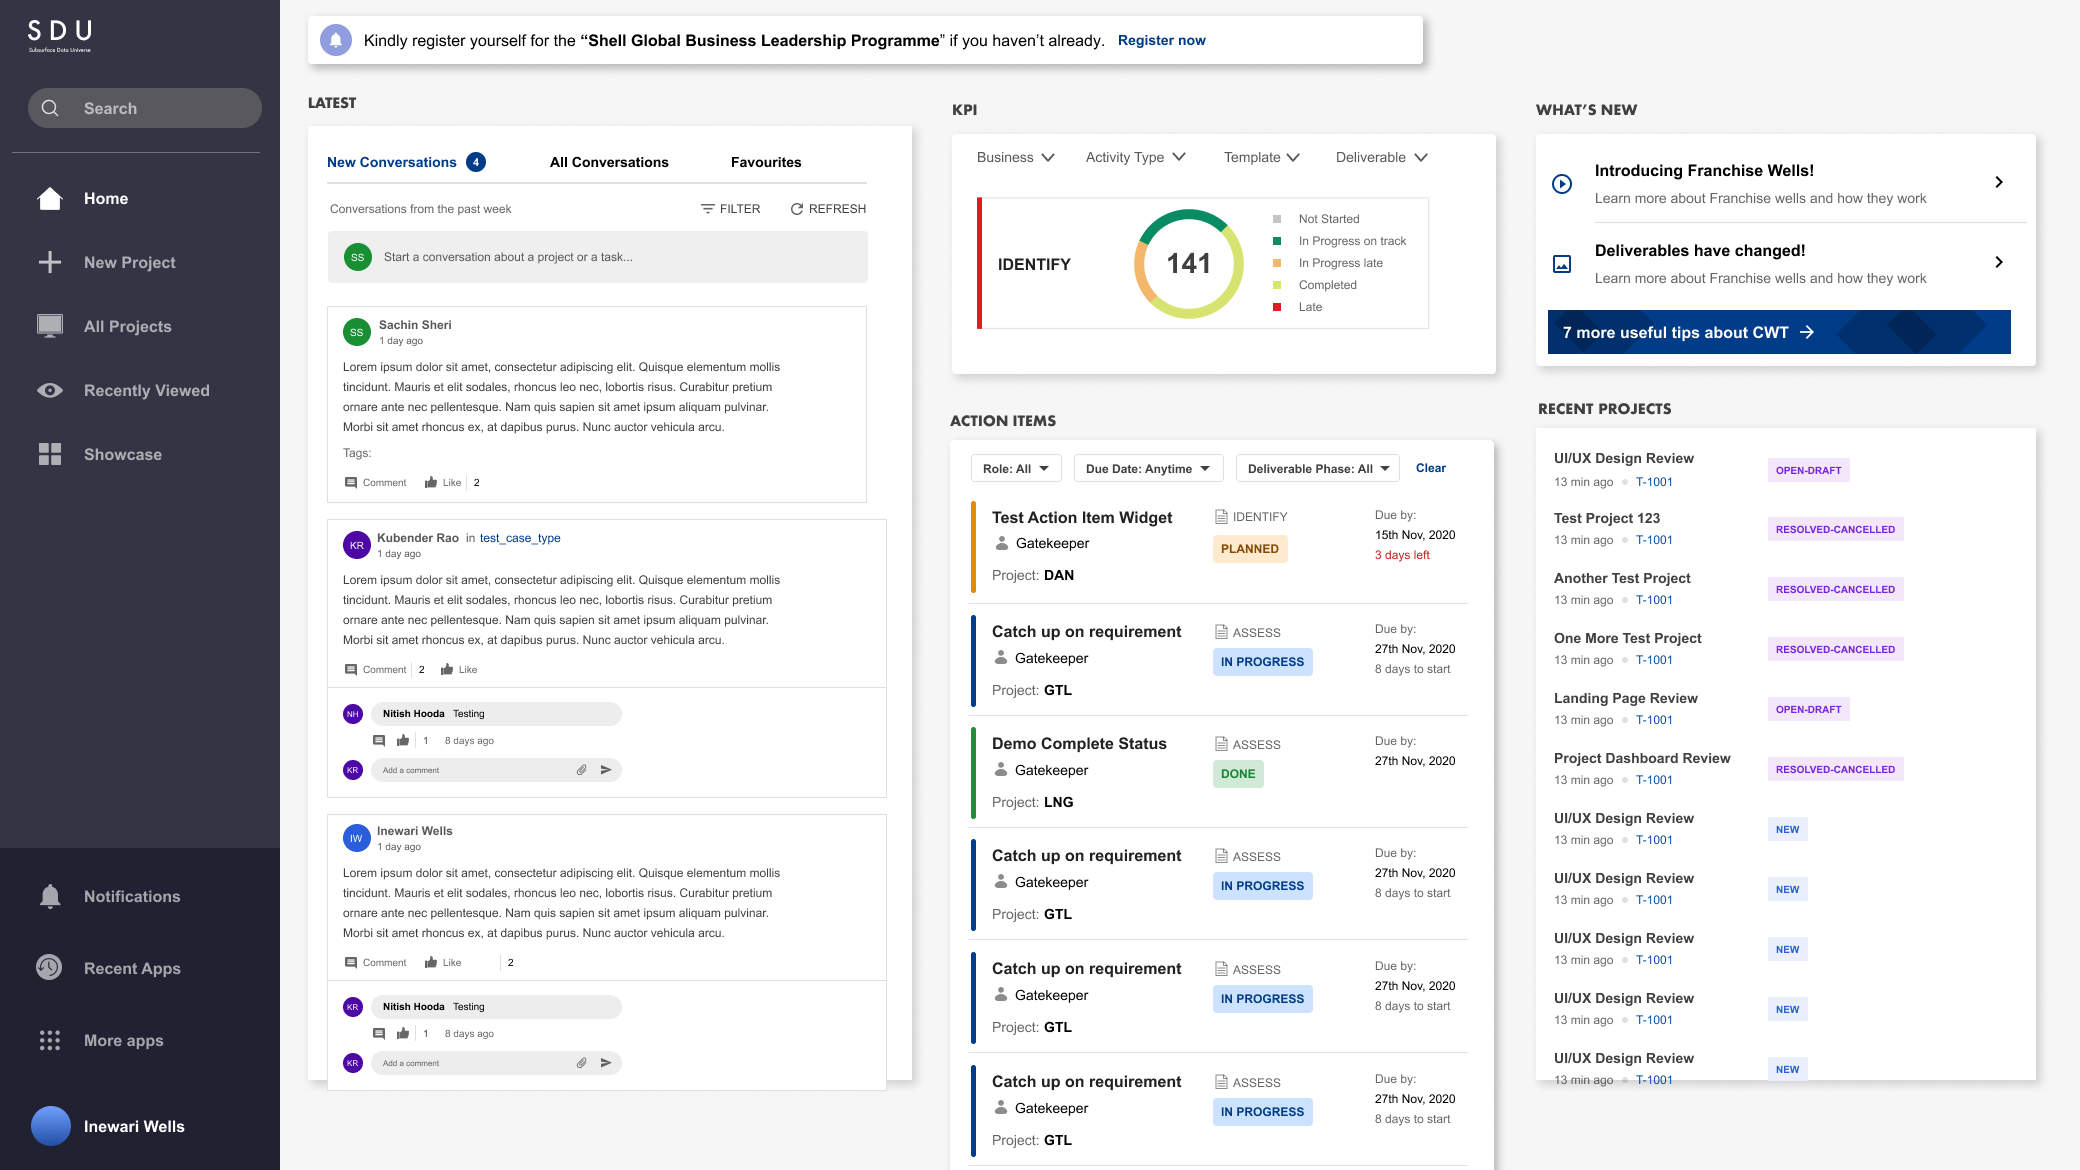 SDU
Subsurface Data Universe
Search
Home
New Project
All Projects
Recently Viewed
Showcase
Notifications
Recent Apps
More apps
Inewari Wells
Kindly register yourself for the “Shell Global Business Leadership Programme” if you haven’t already. Register now
LATEST
New Conversations 4 All Conversations Favourites
Conversations from the past week FILTER REFRESH
SS Start a conversation about a project or a task...
SS Sachin Sheri
1 day ago
Lorem ipsum dolor sit amet, consectetur adipiscing elit. Quisque elementum mollis
tincidunt. Mauris et elit sodales, rhoncus leo nec, lobortis risus. Curabitur pretium
ornare ante nec pellentesque. Nam quis sapien sit amet ipsum aliquam pulvinar.
Morbi sit amet rhoncus ex, at dapibus purus. Nunc auctor vehicula arcu.
Tags:
Comment Like 2
KR Kubender Rao in test_case_type
1 day ago
Lorem ipsum dolor sit amet, consectetur adipiscing elit. Quisque elementum mollis
tincidunt. Mauris et elit sodales, rhoncus leo nec, lobortis risus. Curabitur pretium
ornare ante nec pellentesque. Nam quis sapien sit amet ipsum aliquam pulvinar.
Morbi sit amet rhoncus ex, at dapibus purus. Nunc auctor vehicula arcu.
Comment 2 Like
NH Nitish Hooda Testing
1 8 days ago
KR Add a comment
IW Inewari Wells
1 day ago
Lorem ipsum dolor sit amet, consectetur adipiscing elit. Quisque elementum mollis
tincidunt. Mauris et elit sodales, rhoncus leo nec, lobortis risus. Curabitur pretium
ornare ante nec pellentesque. Nam quis sapien sit amet ipsum aliquam pulvinar.
Morbi sit amet rhoncus ex, at dapibus purus. Nunc auctor vehicula arcu.
Comment Like 2
KR Nitish Hooda Testing
1 8 days ago
KR Add a comment
KPI
Business Activity Type Template Deliverable
IDENTIFY
141
Not Started
In Progress on track
In Progress late
Completed
Late
ACTION ITEMS
Role: All Due Date: Anytime Deliverable Phase: All Clear
Test Action Item Widget
Gatekeeper
Project: DAN
IDENTIFY
PLANNED
Due by:
15th Nov, 2020
3 days left
Catch up on requirement
Gatekeeper
Project: GTL
ASSESS
IN PROGRESS
Due by:
27th Nov, 2020
8 days to start
Demo Complete Status
Gatekeeper
Project: LNG
ASSESS
DONE
Due by:
27th Nov, 2020
Catch up on requirement
Gatekeeper
Project: GTL
ASSESS
IN PROGRESS
Due by:
27th Nov, 2020
8 days to start
Catch up on requirement
Gatekeeper
Project: GTL
ASSESS
IN PROGRESS
Due by:
27th Nov, 2020
8 days to start
Catch up on requirement
Gatekeeper
Project: GTL
ASSESS
IN PROGRESS
Due by:
27th Nov, 2020
8 days to start
WHAT’S NEW
Introducing Franchise Wells!
Learn more about Franchise wells and how they work
Deliverables have changed!
Learn more about Franchise wells and how they work
7 more useful tips about CWT
RECENT PROJECTS
UI/UX Design Review
13 min ago T-1001
OPEN-DRAFT
Test Project 123
13 min ago T-1001
RESOLVED-CANCELLED
Another Test Project
13 min ago T-1001
RESOLVED-CANCELLED
One More Test Project
13 min ago T-1001
RESOLVED-CANCELLED
Landing Page Review
13 min ago T-1001
OPEN-DRAFT
Project Dashboard Review
13 min ago T-1001
RESOLVED-CANCELLED
UI/UX Design Review
13 min ago T-1001
NEW
UI/UX Design Review
13 min ago T-1001
NEW
UI/UX Design Review
13 min ago T-1001
NEW
UI/UX Design Review
13 min ago T-1001
NEW
UI/UX Design Review
13 min ago T-1001
NEW